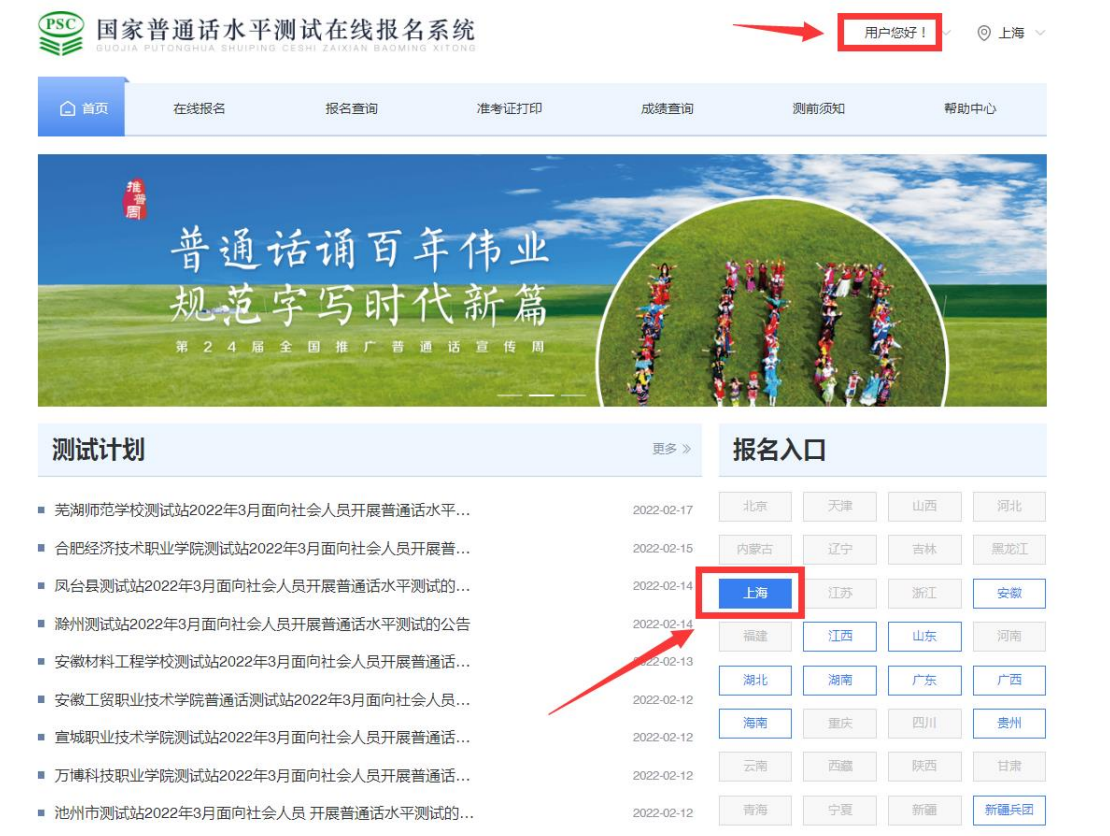 PSC
国家普通话水平测试在线报名系统
GUOJIA PUTONGHUA SHUIPING CESHI ZAIXIAN BAOMING XITONG
用户您好！
上海
首页
在线报名
报名查询
准考证打印
成绩查询
测前须知
帮助中心
推普周
普通话诵百年伟业
规范字写时代新篇
第24届全国推广普通话宣传周
测试计划
更多
芜湖师范学校测试站2022年3月面向社会人员开展普通话水平...
2022-02-17
合肥经济技术职业学院测试站2022年3月面向社会人员开展普...
2022-02-15
凤台县测试站2022年3月面向社会人员开展普通话水平测试的...
2022-02-14
滁州测试站2022年3月面向社会人员开展普通话水平测试的公告
2022-02-14
安徽材料工程学校测试站2022年3月面向社会人员开展普通话...
2022-02-13
安徽工贸职业技术学院普通话测试站2022年3月面向社会人员...
2022-02-12
宣城职业技术学院测试站2022年3月面向社会人员开展普通话...
2022-02-12
万博科技职业学院测试站2022年3月面向社会人员开展普通话...
2022-02-12
池州市测试站2022年3月面向社会人员 开展普通话水平测试的...
2022-02-12
报名入口
北京 天津 山西 河北
内蒙古 辽宁 吉林 黑龙江
上海 江苏 浙江 安徽
福建 江西 山东 河南
湖北 湖南 广东 广西
海南 重庆 四川 贵州
云南 西藏 陕西 甘肃
青海 宁夏 新疆 新疆兵团